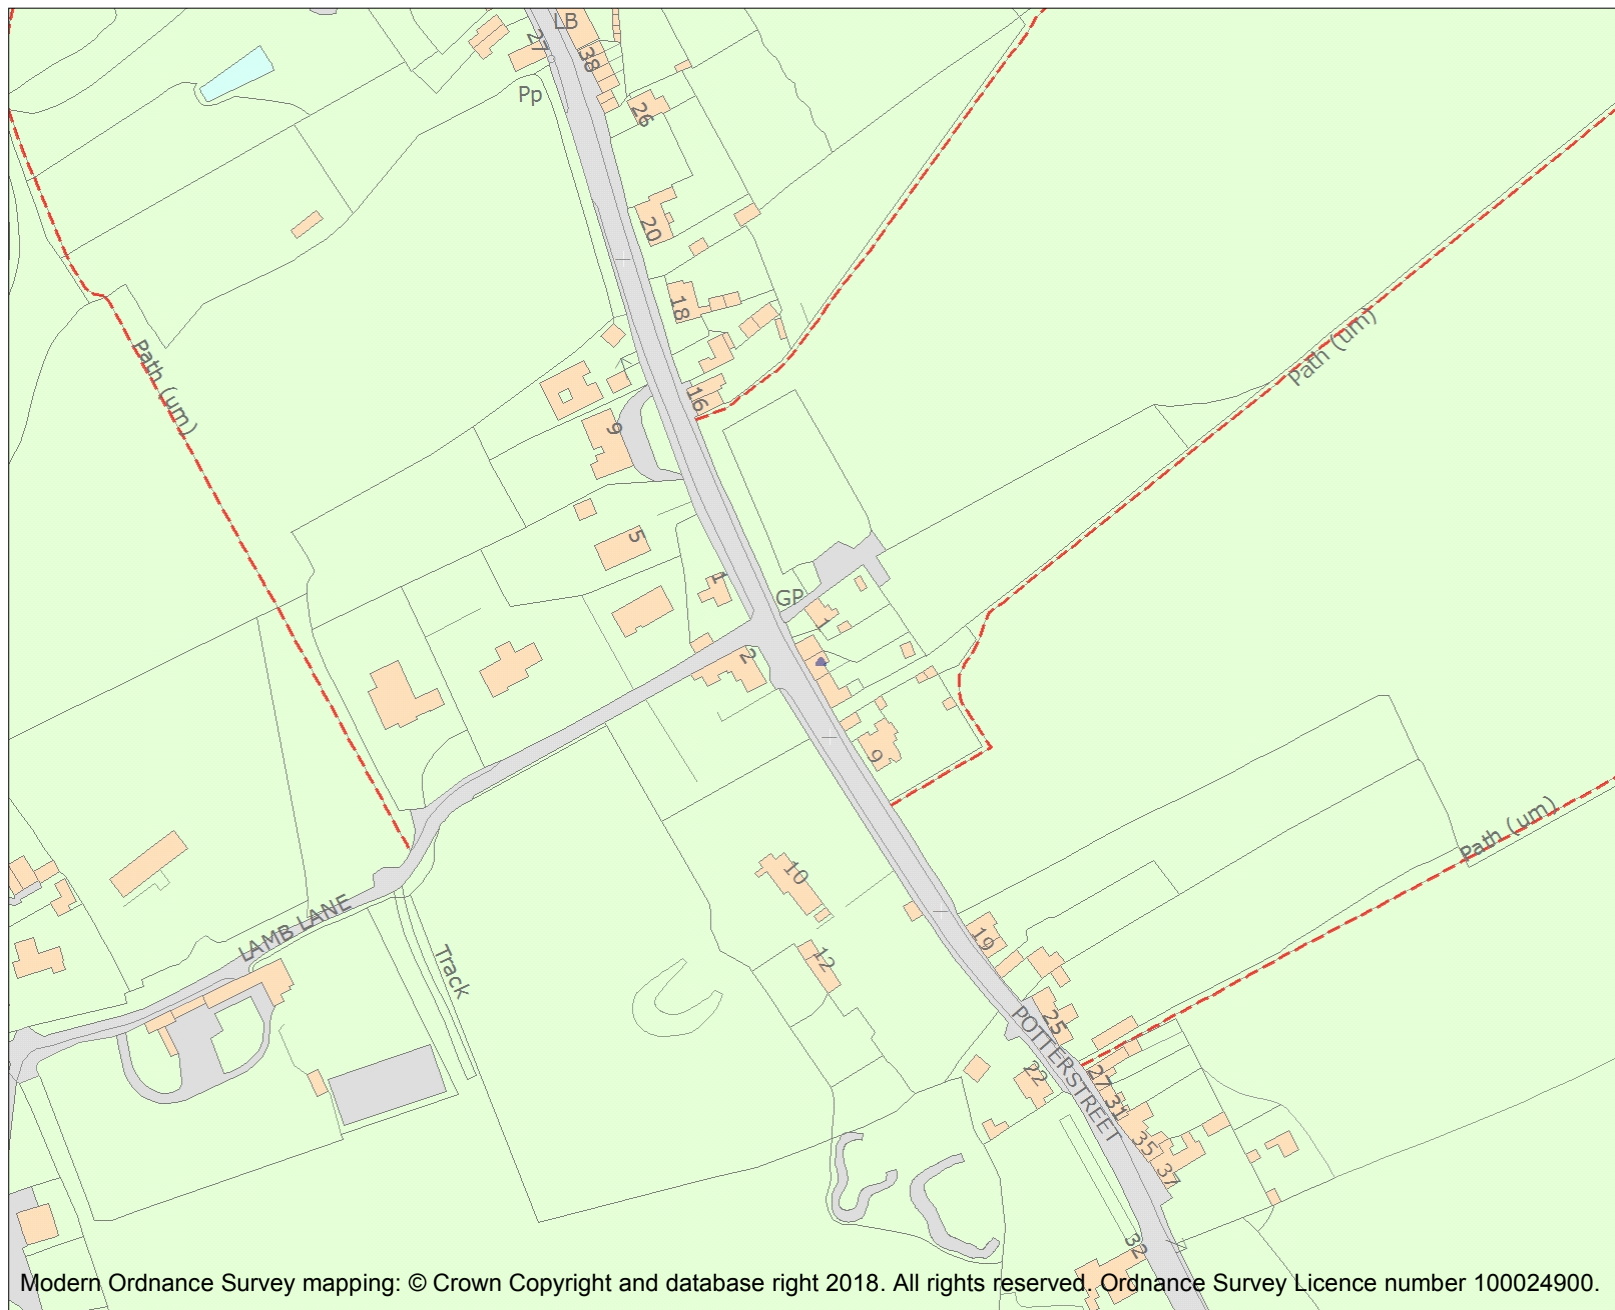 LB
27
38
Pp
26
20
18
Path (um)
Path (um)
16
9
5
1
GP
1
2
9
Path (um)
10
LAMB LANE
19
12
Track
25
POTTERSTREET
22
27
31
35
37
32
Modern Ordnance Survey mapping: © Crown Copyright and database right 2018. All rights reserved. Ordnance Survey Licence number 100024900.